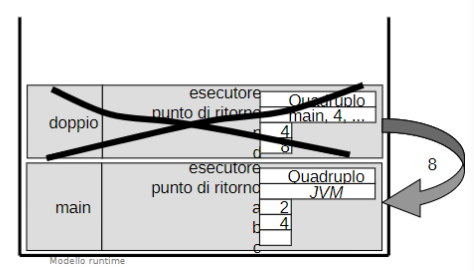 esecutore Quadruplo
punto di ritorno main, 4, ...
doppio
n 4
d 8
8
esecutore Quadruplo
punto di ritorno JVM
main
a 2
b 4
c
Modello runtime